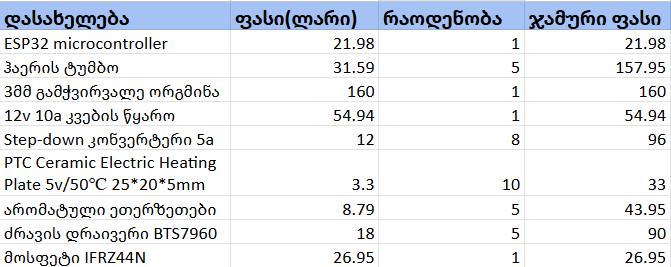 დასახელება ფასი(ლარი) რაოდენობა ჯამური ფასი
ESP32 microcontroller 21.98 1 21.98
ჰაერის ტუმბო 31.59 5 157.95
3მმ გამჭვირვალე ორგმინა 160 1 160
12v 10a კვების წყარო 54.94 1 54.94
Step-down კონვერტერი 5a 12 8 96
PTC Ceramic Electric Heating
Plate 5v/50℃ 25*20*5mm 3.3 10 33
არომატული ეთერზეთები 8.79 5 43.95
ძრავის დრაივერი BTS7960 18 5 90
მოსფეტი IFRZ44N 26.95 1 26.95